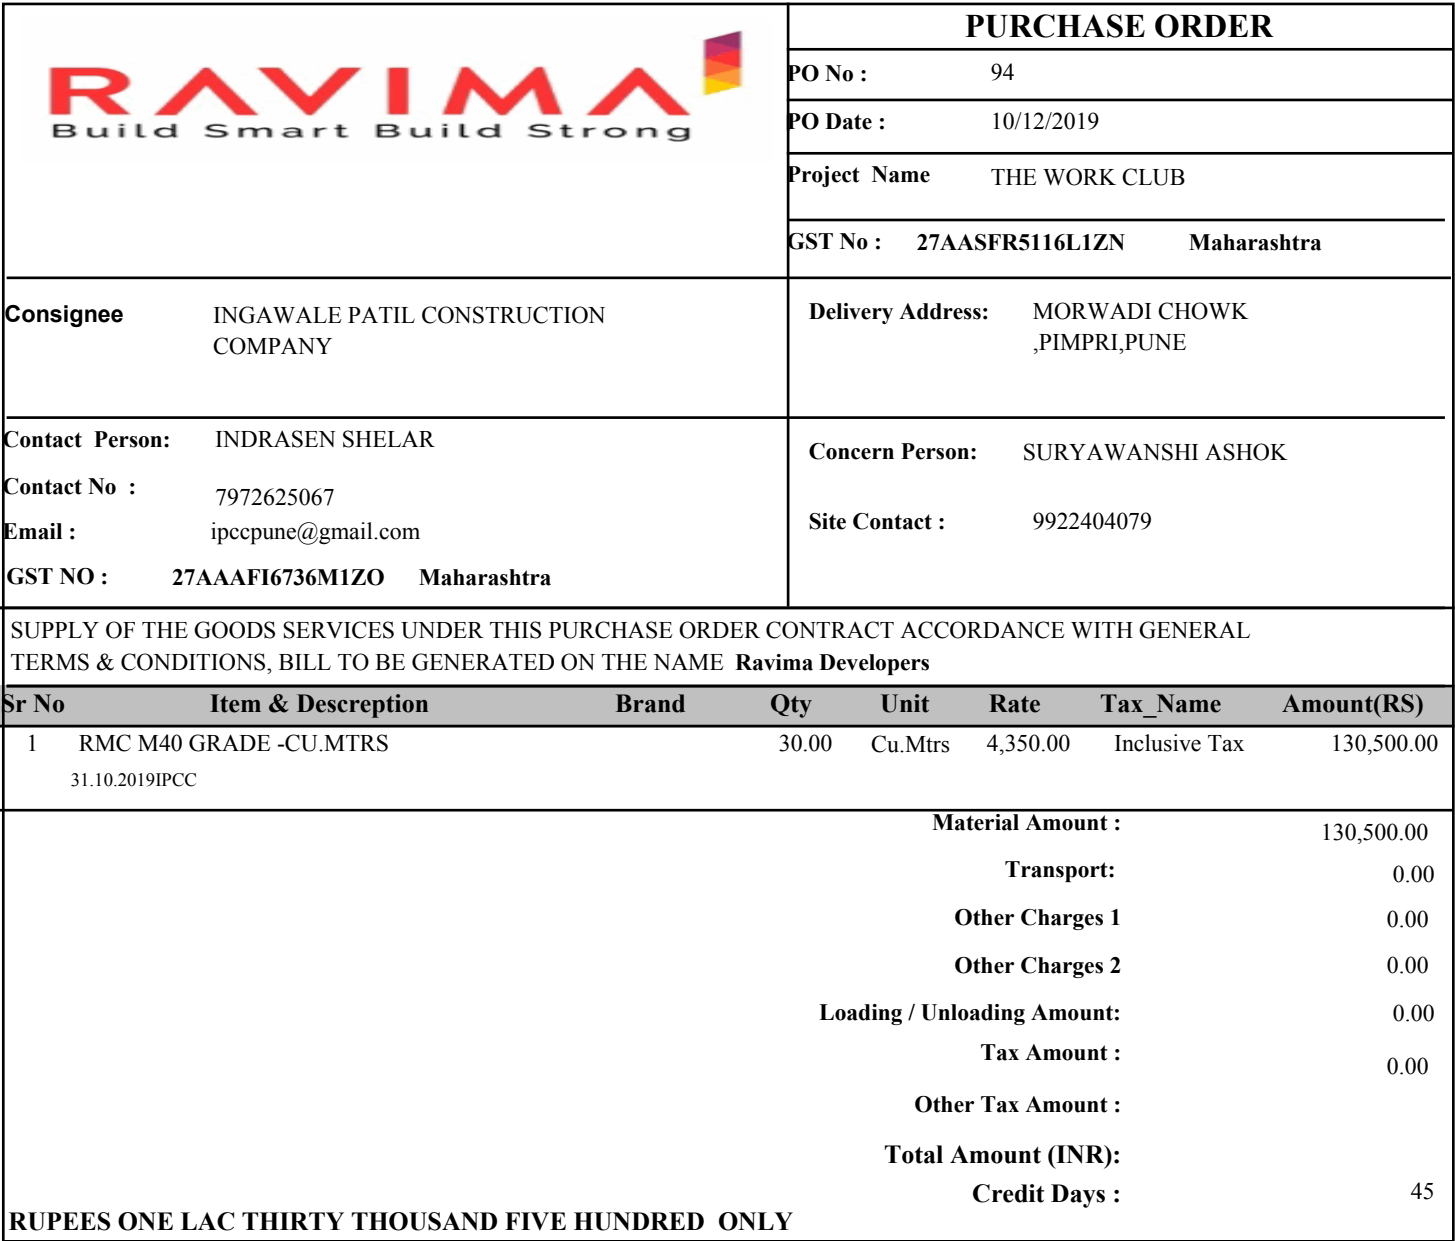 RAVIMA
Build Smart Build Strong
PURCHASE ORDER
PO No : 94
PO Date : 10/12/2019
Project Name THE WORK CLUB
GST No : 27AASFR5116L1ZN Maharashtra
Consignee INGAWALE PATIL CONSTRUCTION
COMPANY
Delivery Address: MORWADI CHOWK
,PIMPRI,PUNE
Contact Person: INDRASEN SHELAR
Contact No : 7972625067
Email : ipccpune@gmail.com
GST NO : 27AAAFI6736M1ZO Maharashtra
Concern Person: SURYAWANSHI ASHOK
Site Contact : 9922404079
SUPPLY OF THE GOODS SERVICES UNDER THIS PURCHASE ORDER CONTRACT ACCORDANCE WITH GENERAL
TERMS & CONDITIONS, BILL TO BE GENERATED ON THE NAME Ravima Developers
Sr No Item & Descreption Brand Qty Unit Rate Tax_Name Amount(RS)
1 RMC M40 GRADE -CU.MTRS 30.00 Cu.Mtrs 4,350.00 Inclusive Tax 130,500.00
31.10.2019IPCC
Material Amount : 130,500.00
Transport: 0.00
Other Charges 1 0.00
Other Charges 2 0.00
Loading / Unloading Amount: 0.00
Tax Amount : 0.00
Other Tax Amount :
Total Amount (INR):
Credit Days : 45
RUPEES ONE LAC THIRTY THOUSAND FIVE HUNDRED ONLY